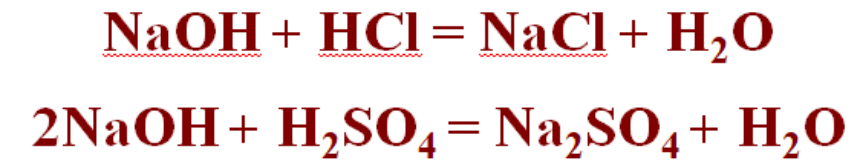 NaOH + HCl = NaCl + H₂O
2NaOH + H₂SO₄ = Na₂SO₄ + H₂O